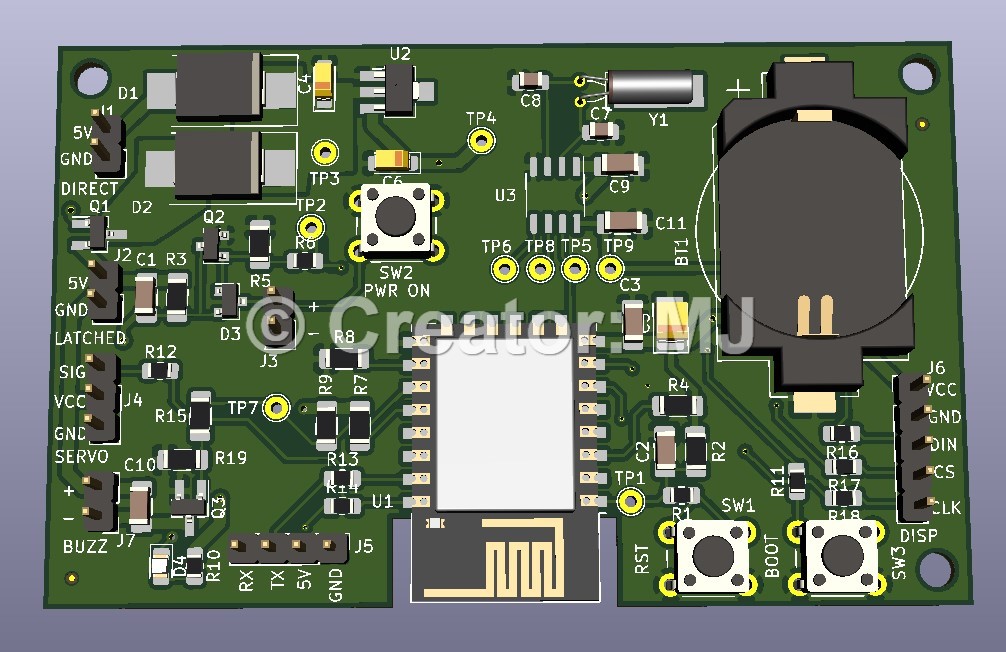 U2
D1
C4
C8
C7
Y1
J1
5V
GND
DIRECT
TP4
TP3
C6
U3
C9
D2
TP2
Q1
Q2
C11
BT1
+
J2
C1
R3
R5
R6
SW2
PWR ON
TP6
TP8
TP5
TP9
5V
GND
C3
LATCHED
D3
+
−
J3
© Creator: MJ
R8
R12
SIG
VCC
J4
GND
SERVO
R15
TP7
R9
R7
R4
J6
VCC
GND
DIN
CS
CLK
DISP
R19
R13
R14
C10
U1
C2
R2
R16
R17
R18
R11
TP1
+
−
BUZZ
J7
Q3
R1
SW1
RST
BOOT
SW3
D4
R10
RX
TX
5V
GND
J5